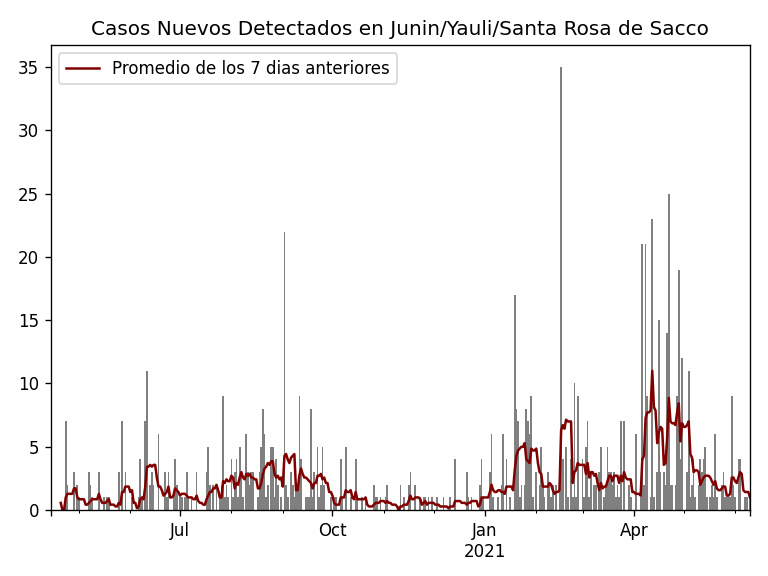 Casos Nuevos Detectados en Junin/Yauli/Santa Rosa de Sacco
Promedio de los 7 dias anteriores
35
30
25
20
15
10
5
0
Jul
Oct
Jan
2021
Apr